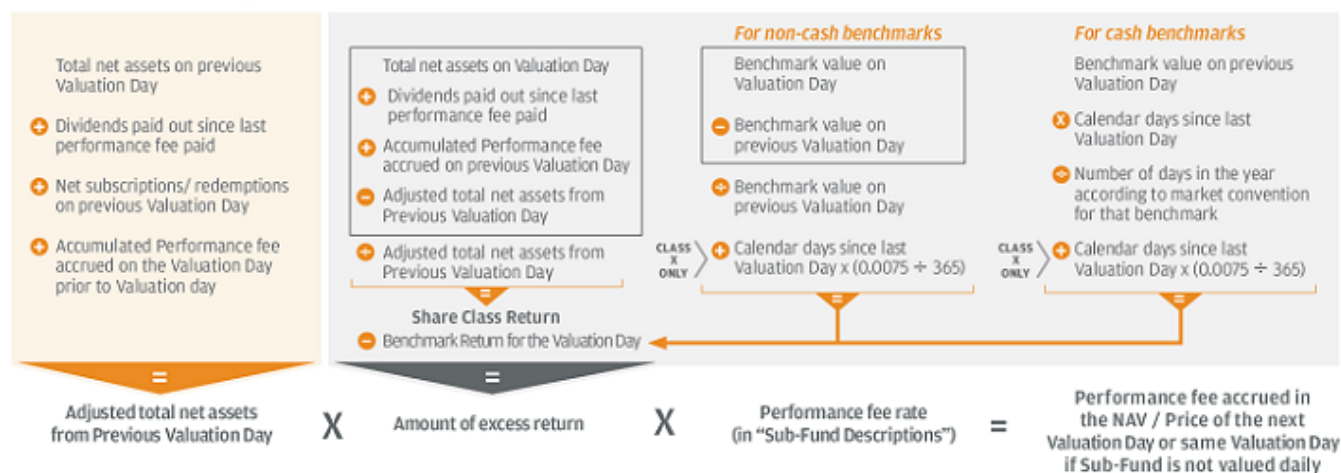 Total net assets on previous
Valuation Day
+ Dividends paid out since last
performance fee paid
+ Net subscriptions/ redemptions
on previous Valuation Day
+ Accumulated Performance fee
accrued on the Valuation Day
prior to Valuation day
=
Adjusted total net assets
from Previous Valuation Day
X
Total net assets on Valuation Day
+ Dividends paid out since last
performance fee paid
+ Accumulated Performance fee
accrued on previous Valuation Day
− Adjusted total net assets from
Previous Valuation Day
÷ Adjusted total net assets from
Previous Valuation Day
=
Share Class Return
− Benchmark Return for the Valuation Day
=
Amount of excess return
For non-cash benchmarks
Benchmark value on
Valuation Day
− Benchmark value on
previous Valuation Day
÷ Benchmark value on
previous Valuation Day
CLASS
X
ONLY
+ Calendar days since last
Valuation Day x (0.0075 ÷ 365)
=
For cash benchmarks
Benchmark value on previous
Valuation Day
X Calendar days since last
Valuation Day
÷ Number of days in the year
according to market convention
for that benchmark
CLASS
X
ONLY
+ Calendar days since last
Valuation Day x (0.0075 ÷ 365)
=
X
Performance fee rate
(in “Sub-Fund Descriptions”)
=
Performance fee accrued in
the NAV / Price of the next
Valuation Day or same Valuation Day
if Sub-Fund is not valued daily